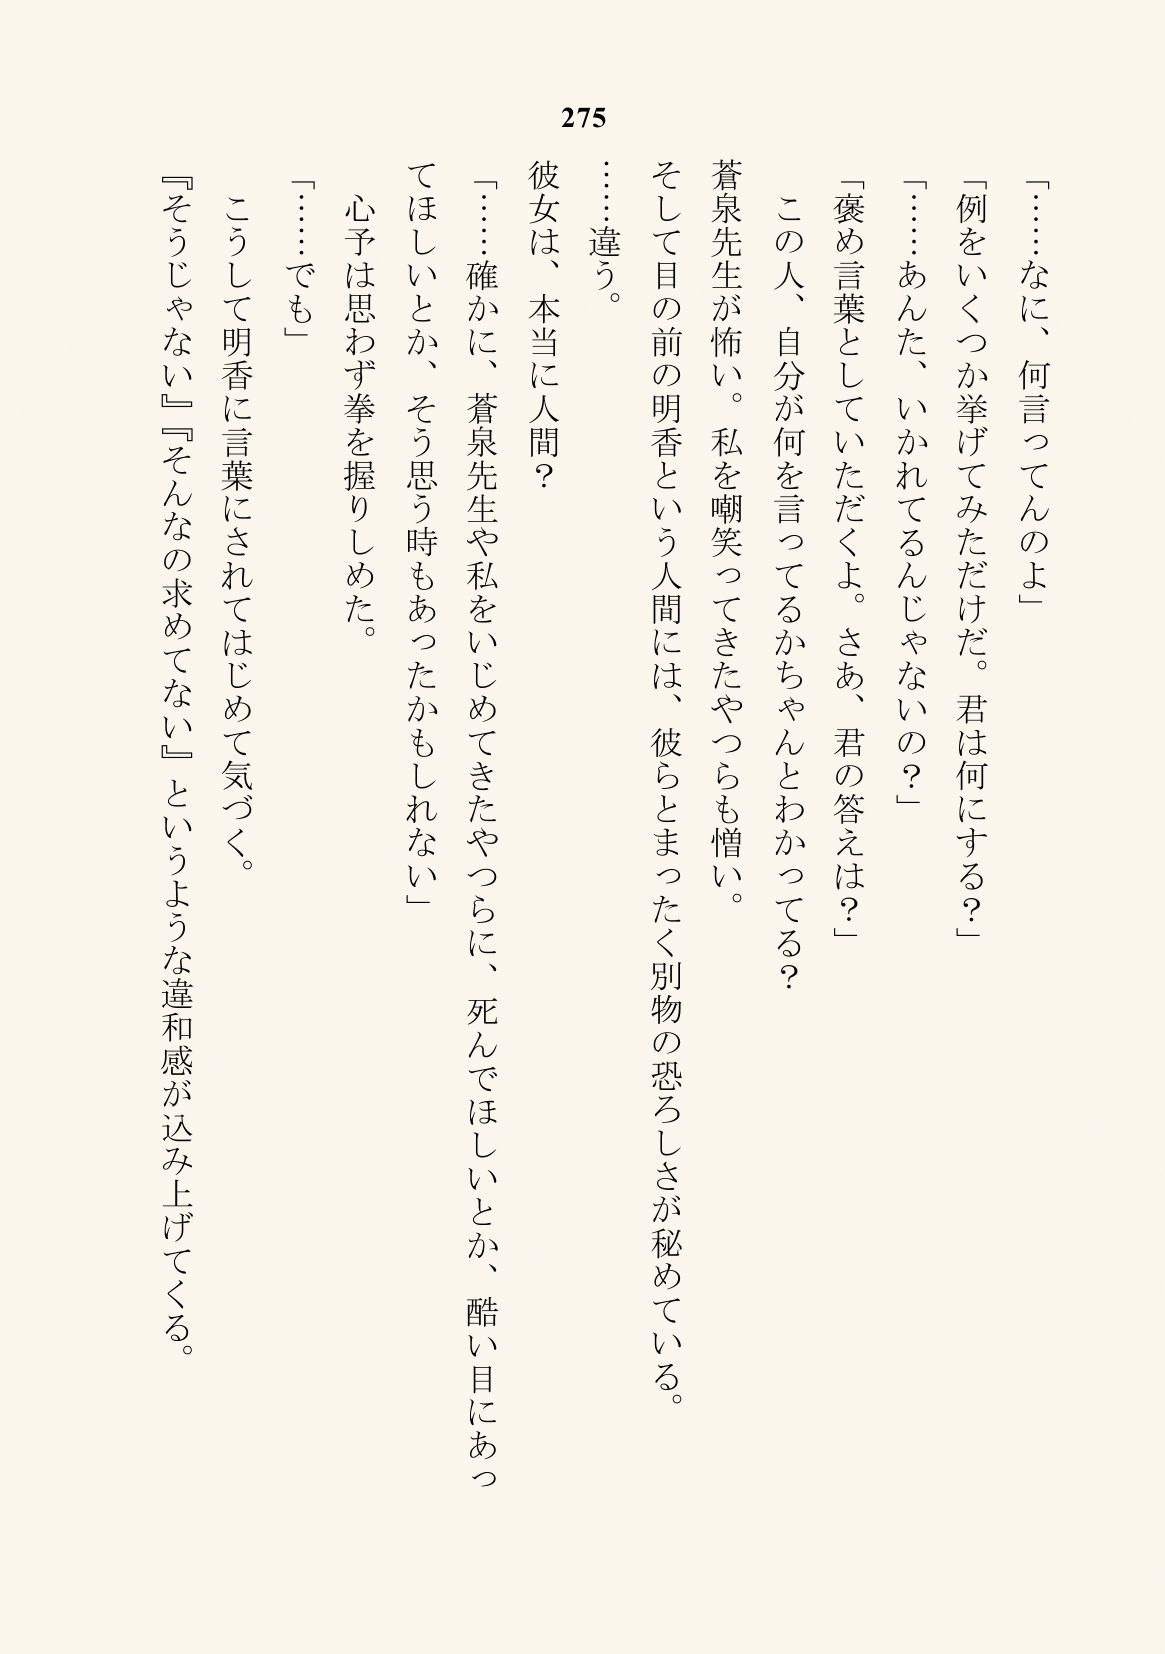 275
「……なに、何言ってんのよ」
「例をいくつか挙げてみただけだ。君は何にする？」
「……あんた、いかれてるんじゃないの？」
「褒め言葉としていただくよ。さあ、君の答えは？」
　この人、自分が何を言ってるかちゃんとわかってる？
蒼泉先生が怖い。私を嘲笑ってきたやつらも憎い。
そして目の前の明香という人間には、彼らとまったく別物の恐ろしさが秘めている。
……違う。
彼女は、本当に人間？
「……確かに、蒼泉先生や私をいじめてきたやつらに、死んでほしいとか、酷い目にあっ
てほしいとか、そう思う時もあったかもしれない」
　心予は思わず拳を握りしめた。
「……でも」
　こうして明香に言葉にされてはじめて気づく。
『そうじゃない』『そんなの求めてない』というような違和感が込み上げてくる。